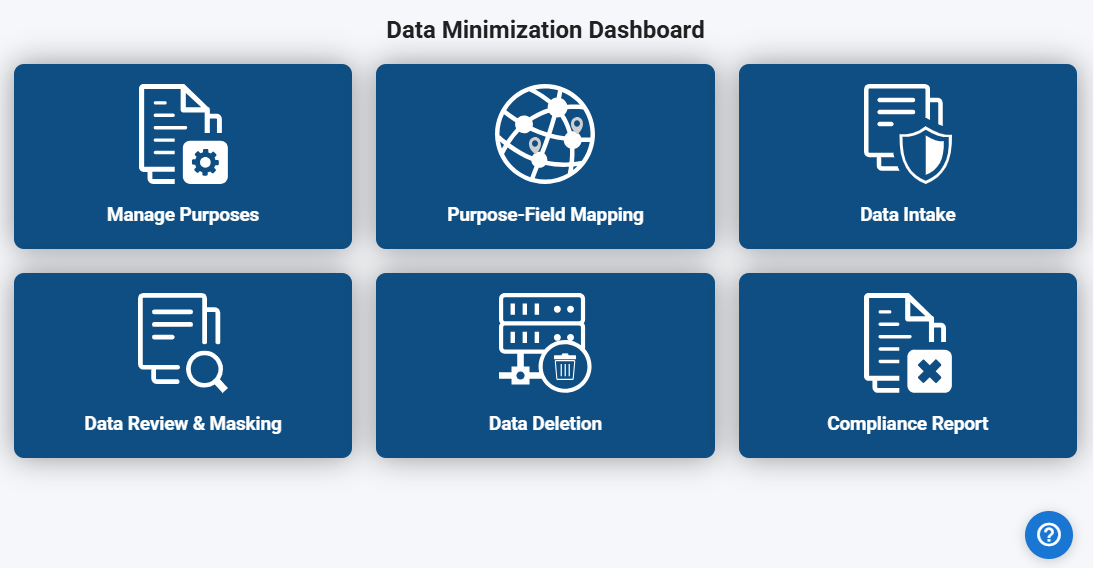 Data Minimization Dashboard
Manage Purposes
Purpose-Field Mapping
Data Intake
Data Review & Masking
Data Deletion
Compliance Report
?